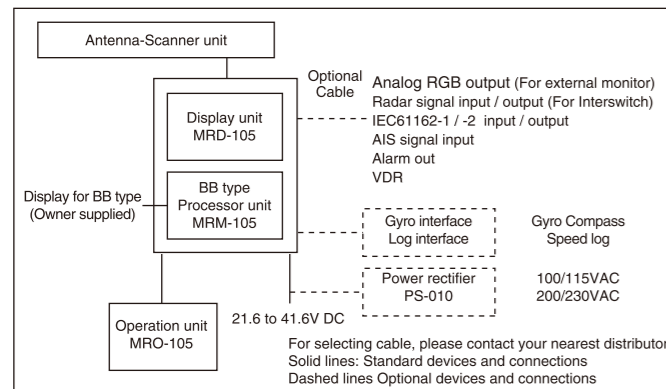 Antenna-Scanner unit
Optional
Cable
Analog RGB output (For external monitor)
Radar signal input / output (For Interswitch)
IEC61162-1 / -2 input / output
AIS signal input
Alarm out
VDR
Display unit
MRD-105
Display for BB type
(Owner supplied)
BB type
Processor unit
MRM-105
Gyro interface
Log interface
Gyro Compass
Speed log
Power rectifier
PS-010
100/115VAC
200/230VAC
21.6 to 41.6V DC
Operation unit
MRO-105
For selecting cable, please contact your nearest distributor
Solid lines: Standard devices and connections
Dashed lines Optional devices and connections